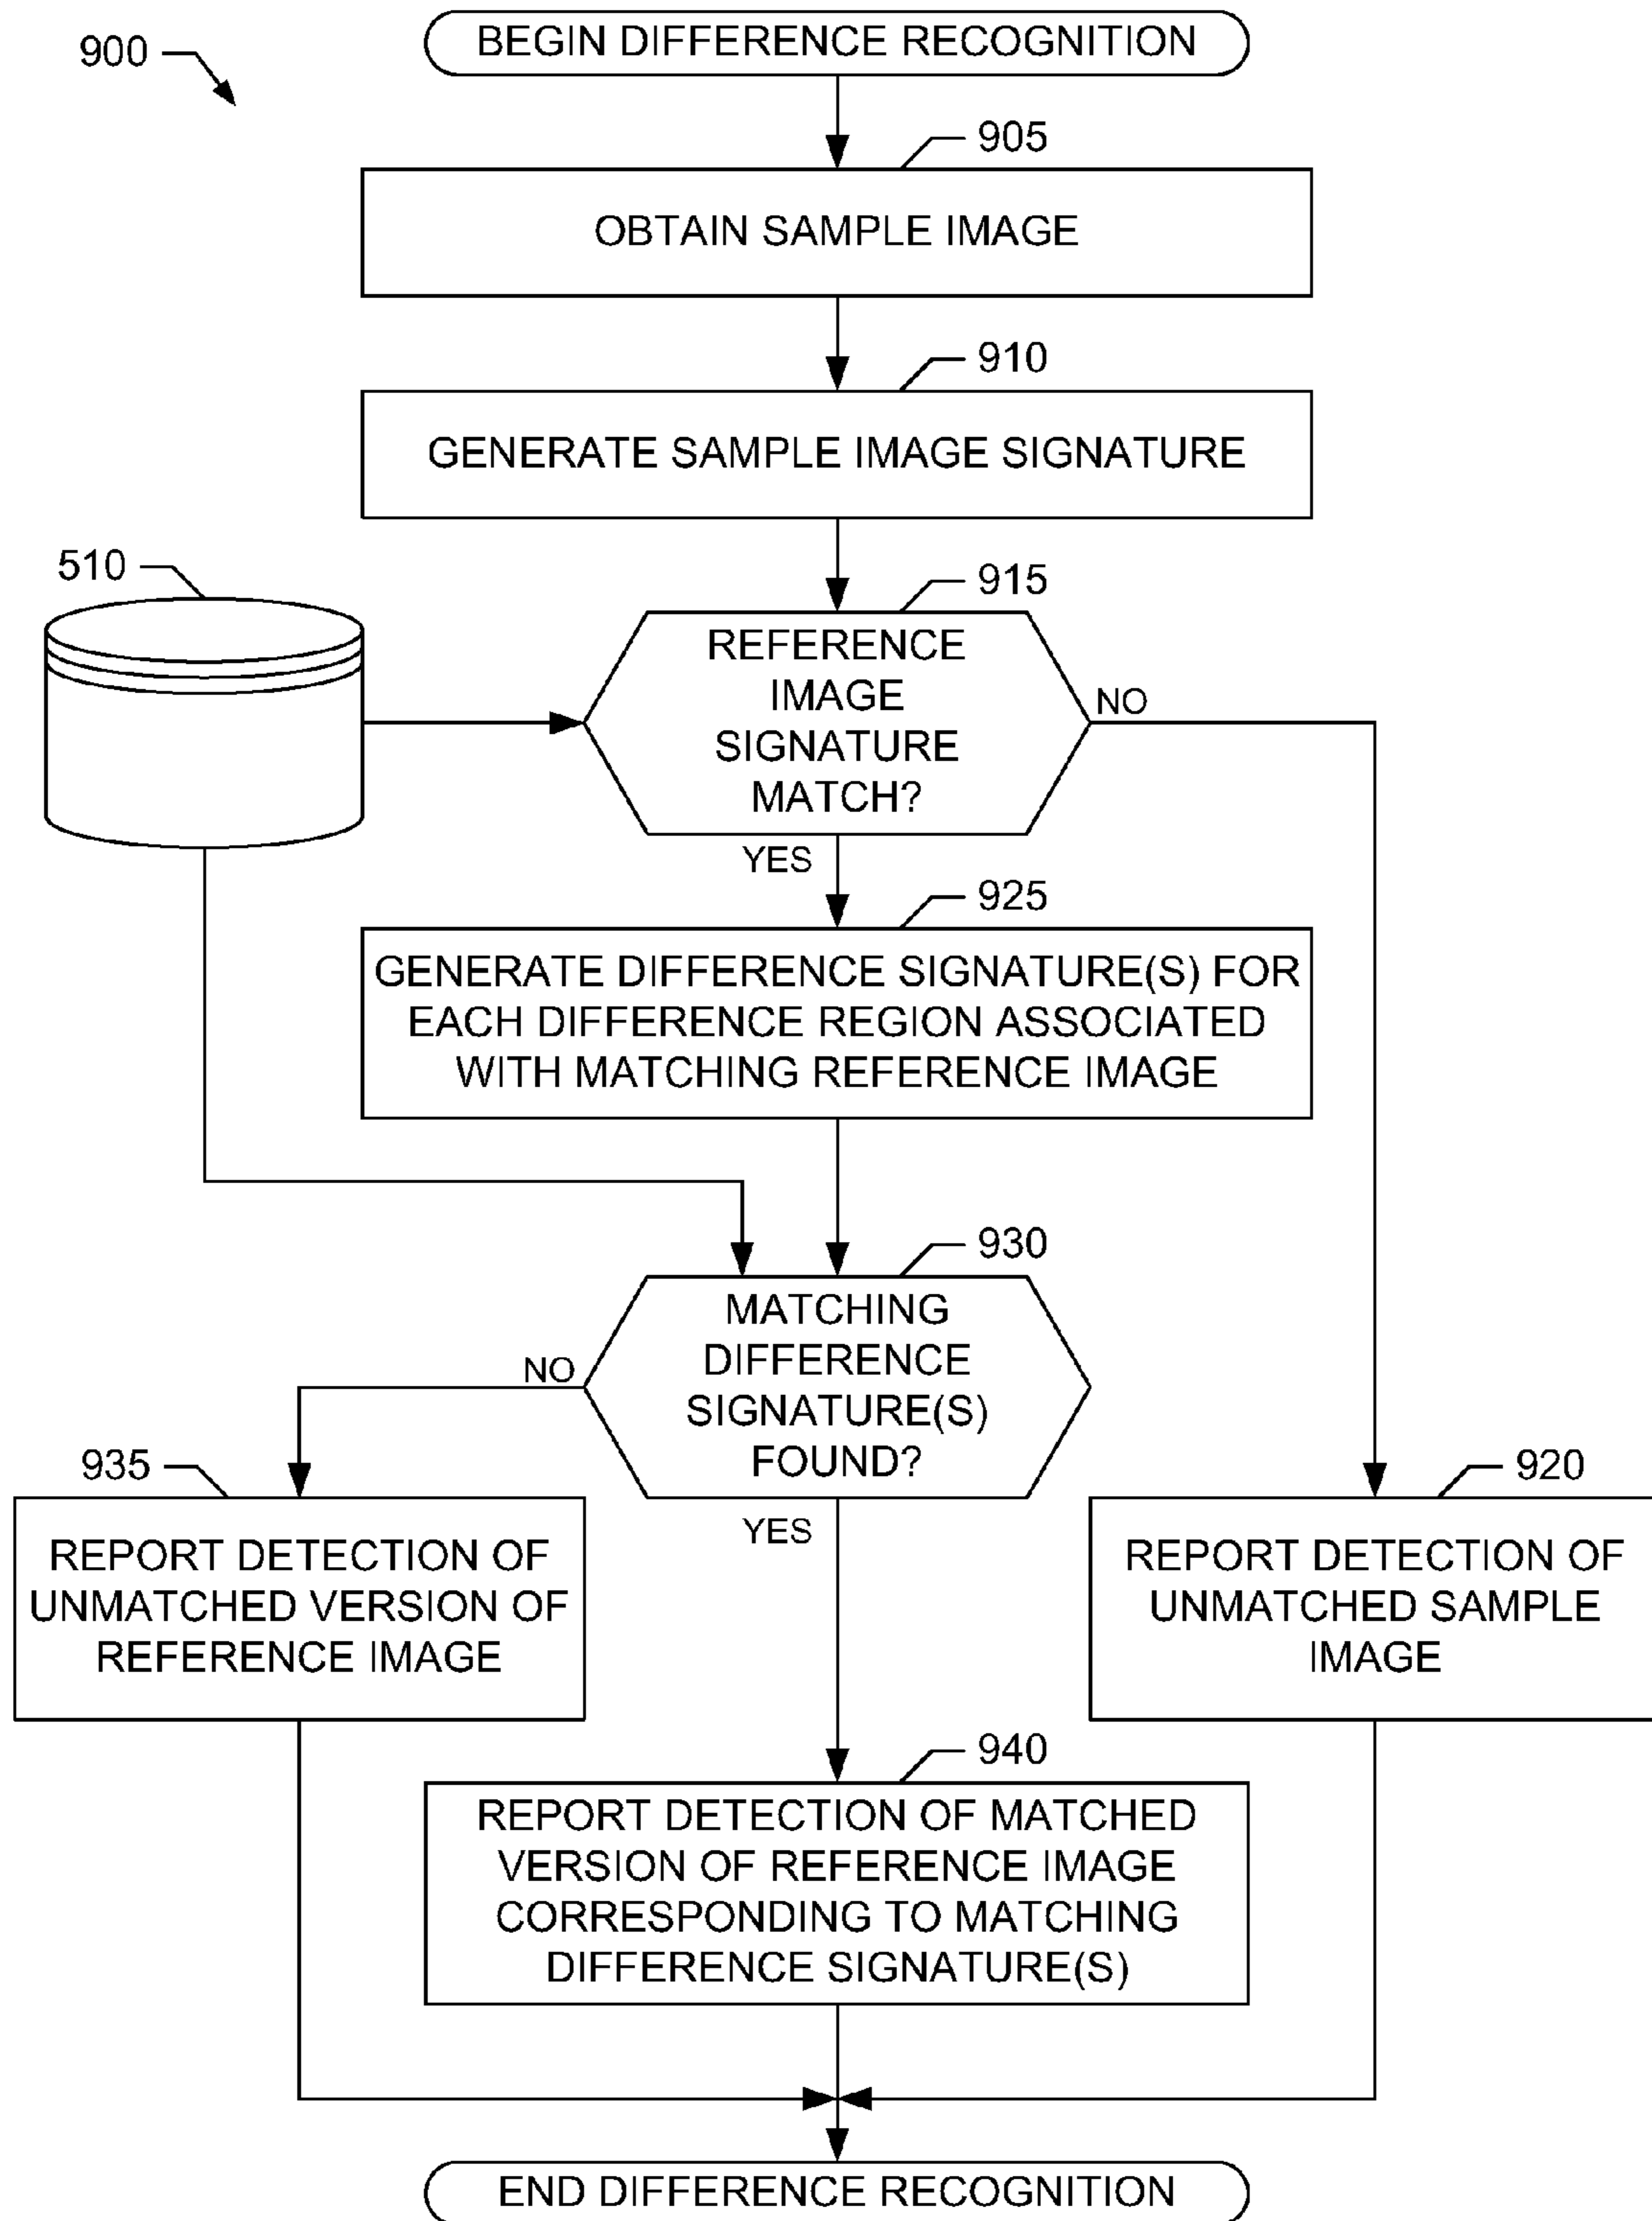 900
BEGIN DIFFERENCE RECOGNITION
905
OBTAIN SAMPLE IMAGE
910
GENERATE SAMPLE IMAGE SIGNATURE
510
915
REFERENCE
IMAGE
SIGNATURE
MATCH?
NO
YES
925
GENERATE DIFFERENCE SIGNATURE(S) FOR
EACH DIFFERENCE REGION ASSOCIATED
WITH MATCHING REFERENCE IMAGE
930
MATCHING
DIFFERENCE
SIGNATURE(S)
FOUND?
NO
YES
935
REPORT DETECTION OF
UNMATCHED VERSION OF
REFERENCE IMAGE
920
REPORT DETECTION OF
UNMATCHED SAMPLE
IMAGE
940
REPORT DETECTION OF MATCHED
VERSION OF REFERENCE IMAGE
CORRESPONDING TO MATCHING
DIFFERENCE SIGNATURE(S)
END DIFFERENCE RECOGNITION